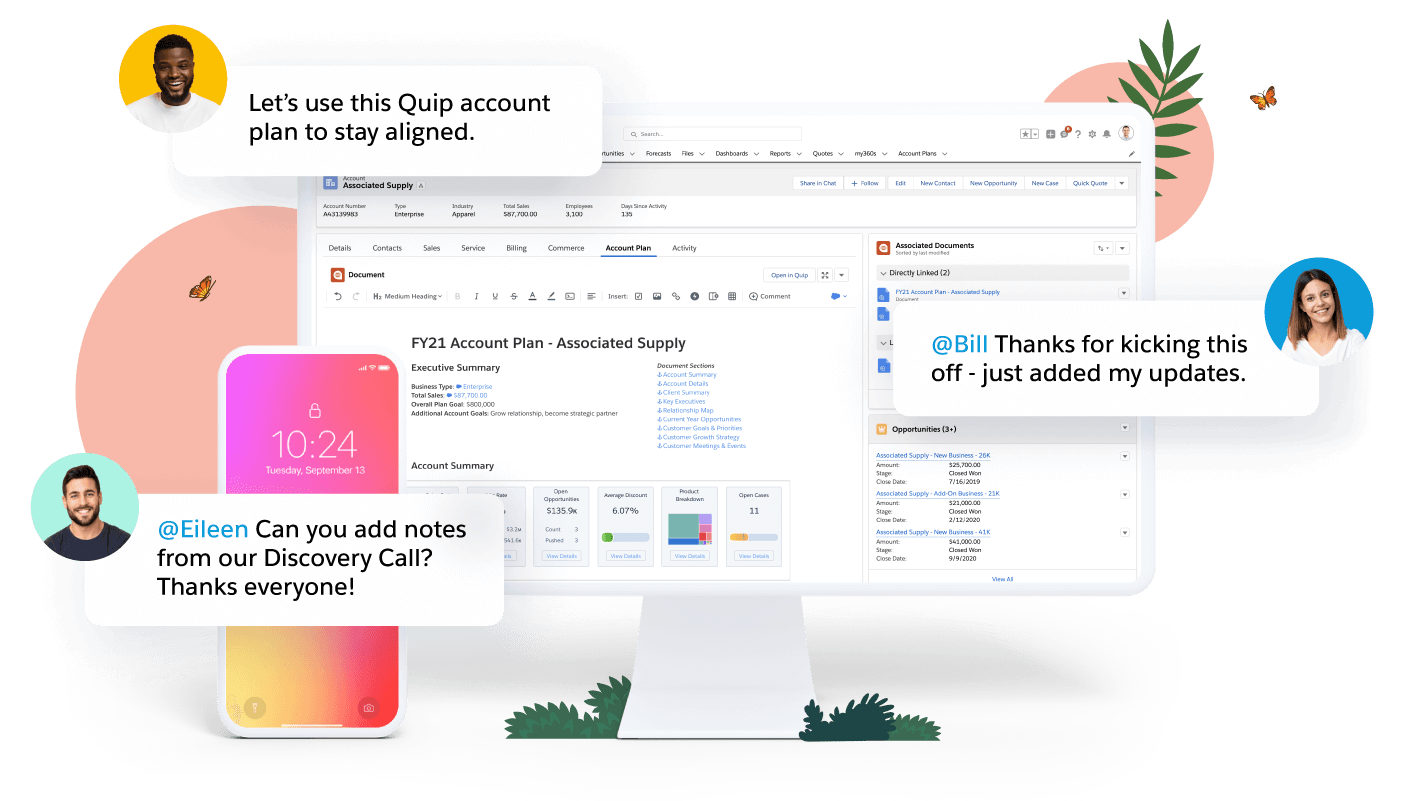 Let's use this Quip account
plan to stay aligned.
Search...
Forecasts Files Dashboards Reports Quotes my360s Account Plans
Account
Associated Supply
Share in Chat + Follow Edit New Contact New Opportunity New Case Quick Quote
Account Number Type Industry Total Sales Employees Days Since Activity
A43139983 Enterprise Apparel $87,700.00 3,100 135
Details Contacts Sales Service Billing Commerce Account Plan Activity
Document
Open in Quip
H2 Medium Heading B I U S A Insert: Comment
FY21 Account Plan - Associated Supply
Executive Summary
Business Type: Enterprise
Total Sales: $87,700.00
Overall Plan Goal: $800,000
Additional Account Goals: Grow relationship, become strategic partner
Document Sections
Account Summary
Account Details
Client Summary
Key Executives
Relationship Map
Current Year Opportunities
Customer Goals & Priorities
Customer Growth Strategy
Customer Meetings & Events
Account Summary
Rate
53.2M
541.6K
Open
Opportunities
$135.9K
Count 3
Pushed 3
View Details
Average Discount
6.07%
View Details
Product
Breakdown
View Details
Open Cases
11
View Details
Associated Documents
Sorted by last modified
Directly Linked (2)
FY21 Account Plan - Associated Supply
Document
@Bill Thanks for kicking this
off - just added my updates.
Opportunities (3+)
Associated Supply - New Business - 26K
Amount: $25,700.00
Stage: Closed Won
Close Date: 7/16/2019
Associated Supply - Add-On Business - 21K
Amount: $21,000.00
Stage: Closed Won
Close Date: 2/12/2020
Associated Supply - New Business - 41K
Amount: $41,000.00
Stage: Closed Won
Close Date: 9/9/2020
View All
10:24
Tuesday, September 13
@Eileen Can you add notes
from our Discovery Call?
Thanks everyone!